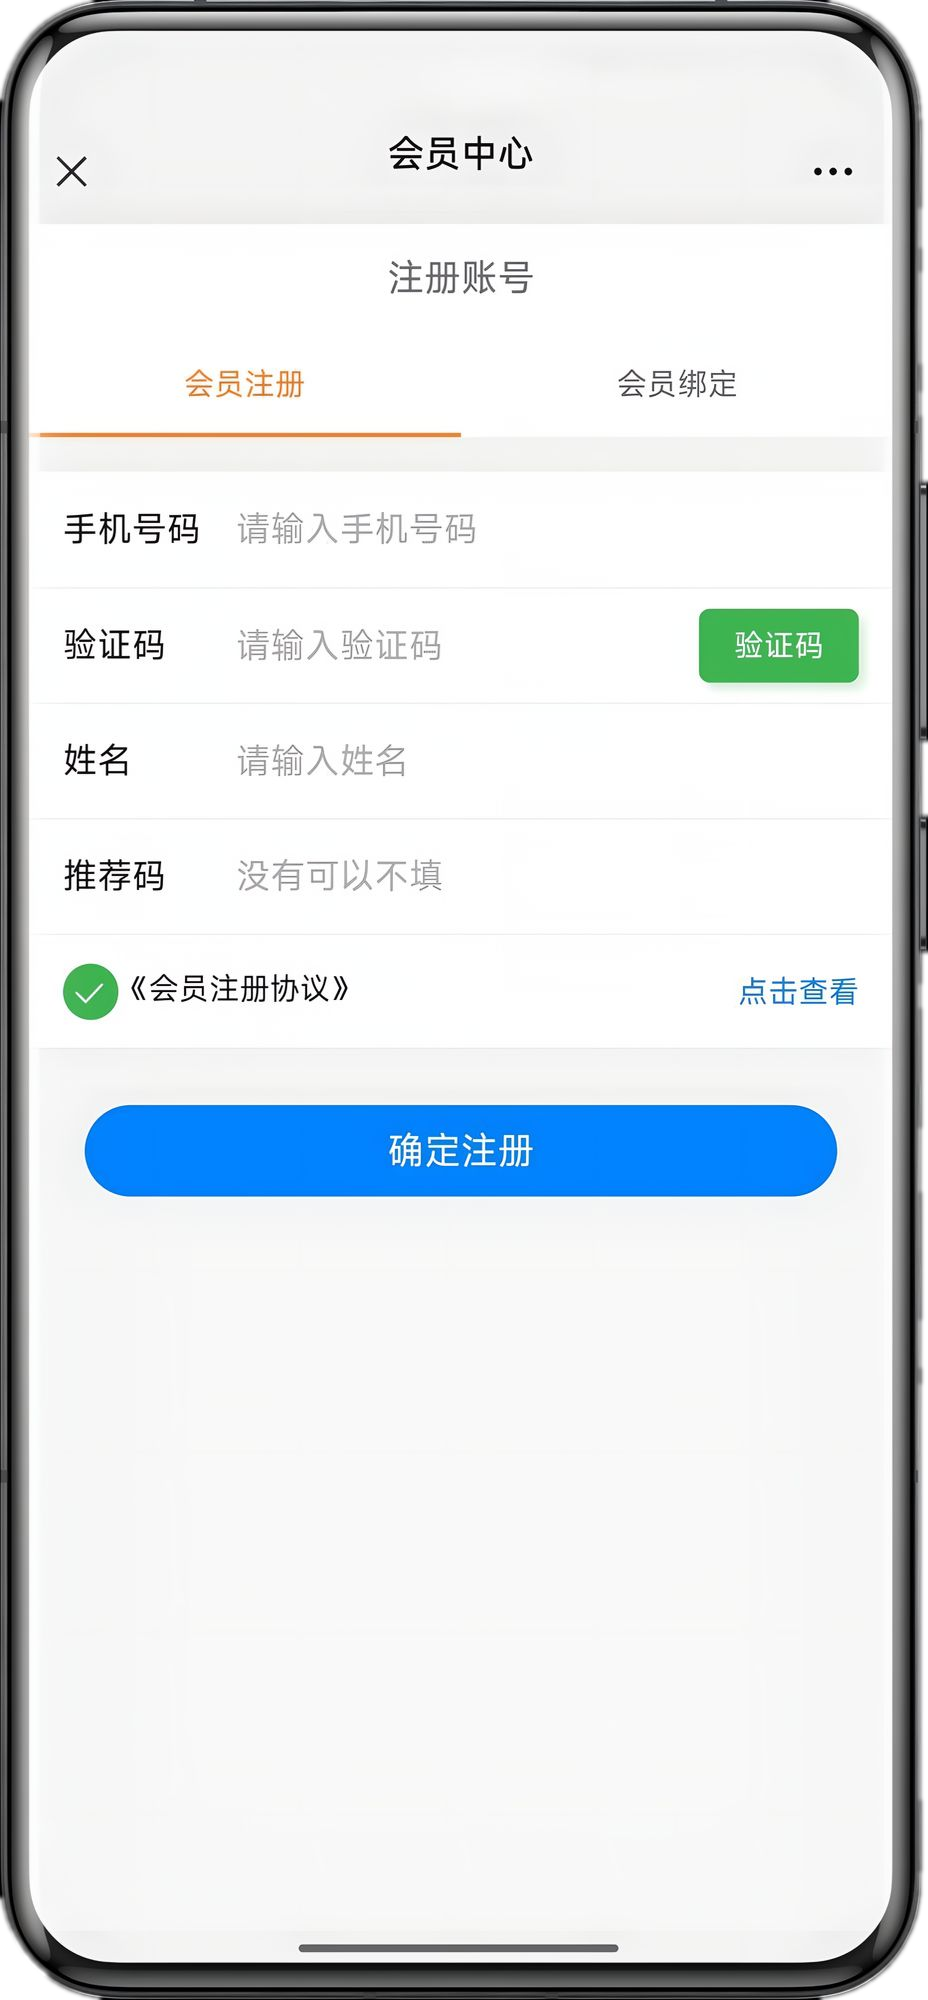 会员中心
注册账号
会员注册 会员绑定
手机号码 请输入手机号码
验证码 请输入验证码 验证码
姓名 请输入姓名
推荐码 没有可以不填
《会员注册协议》 点击查看
确定注册